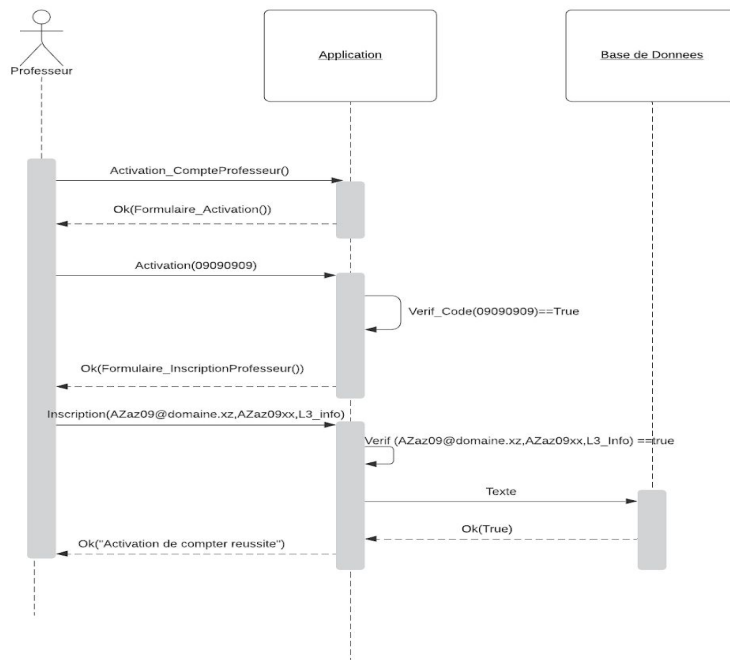 Professeur
Application
Base de Donnees
Activation_CompteProfesseur()
Ok(Formulaire_Activation())
Activation(09090909)
Verif_Code(09090909)==True
Ok(Formulaire_InscriptionProfesseur())
Inscription(AZaz09@domaine.xz,AZaz09xx,L3_info)
Verif (AZaz09@domaine.xz,AZaz09xx,L3_Info) ==true
Texte
Ok(True)
Ok("Activation de compter reussite")